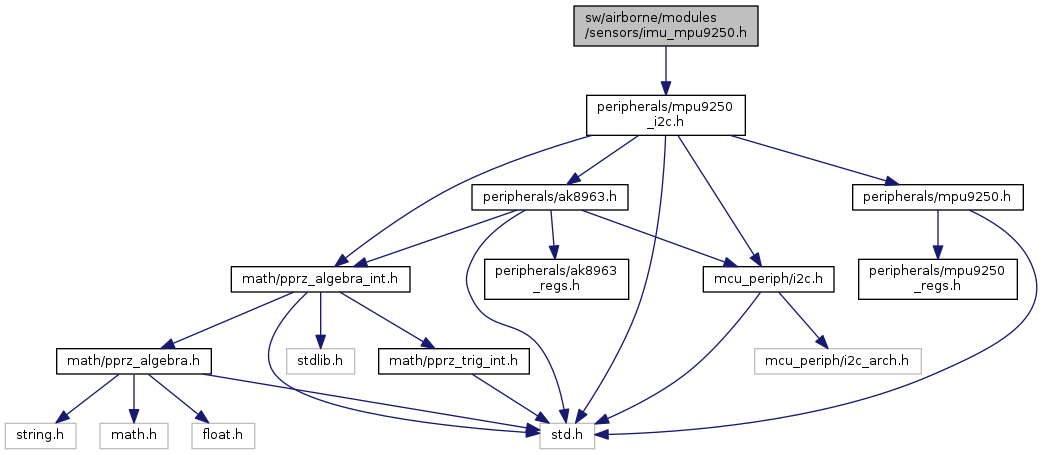 sw/airborne/modules
/sensors/imu_mpu9250.h
peripherals/mpu9250
_i2c.h
peripherals/ak8963.h
peripherals/mpu9250.h
math/pprz_algebra_int.h
peripherals/ak8963
_regs.h
mcu_periph/i2c.h
peripherals/mpu9250
_regs.h
math/pprz_algebra.h
stdlib.h
math/pprz_trig_int.h
mcu_periph/i2c_arch.h
string.h
math.h
float.h
std.h